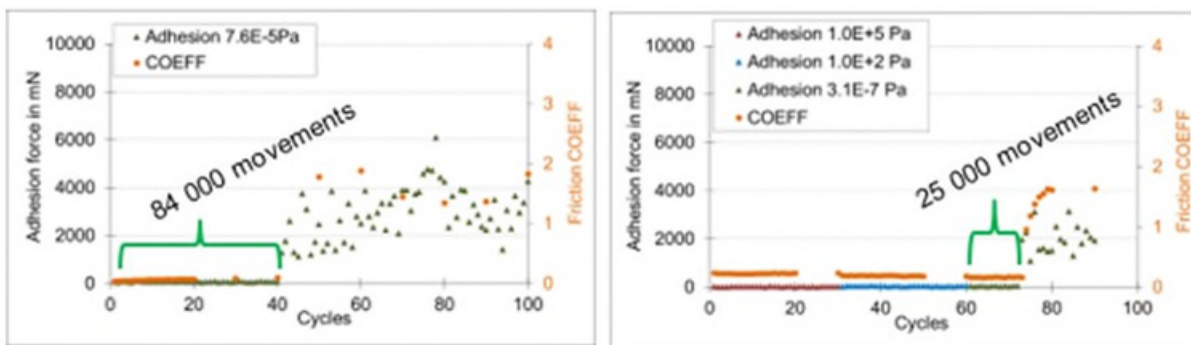 Adhesion force in mN
10000
8000
6000
4000
2000
0
Adhesion 7.6E-5Pa
COEFF
84 000 movements
4
3
2
1
0
Friction COEFF
0
20
40
60
80
100
Cycles
Adhesion force in mN
10000
8000
6000
4000
2000
0
Adhesion 1.0E+5 Pa
Adhesion 1.0E+2 Pa
Adhesion 3.1E-7 Pa
COEFF
25 000 movements
4
3
2
1
0
Friction COEFF
0
20
40
60
80
100
Cycles